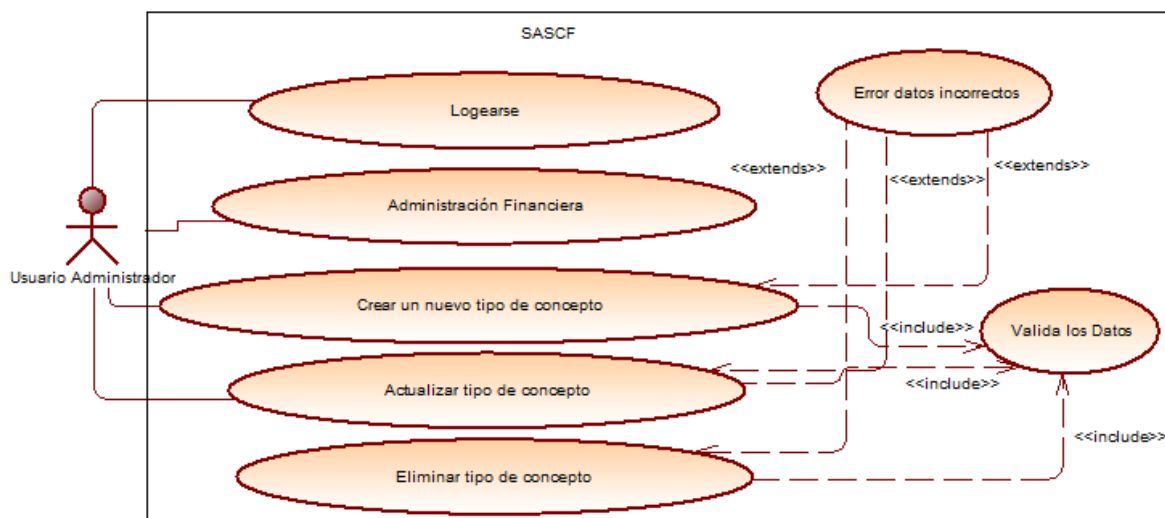 SASCF
Logearse
Error datos incorrectos
<<extends>>
<<extends>>
<<extends>>
Administración Financiera
Usuario Administrador
Crear un nuevo tipo de concepto
<<include>>
Valida los Datos
Actualizar tipo de concepto
<<include>>
<<include>>
Eliminar tipo de concepto